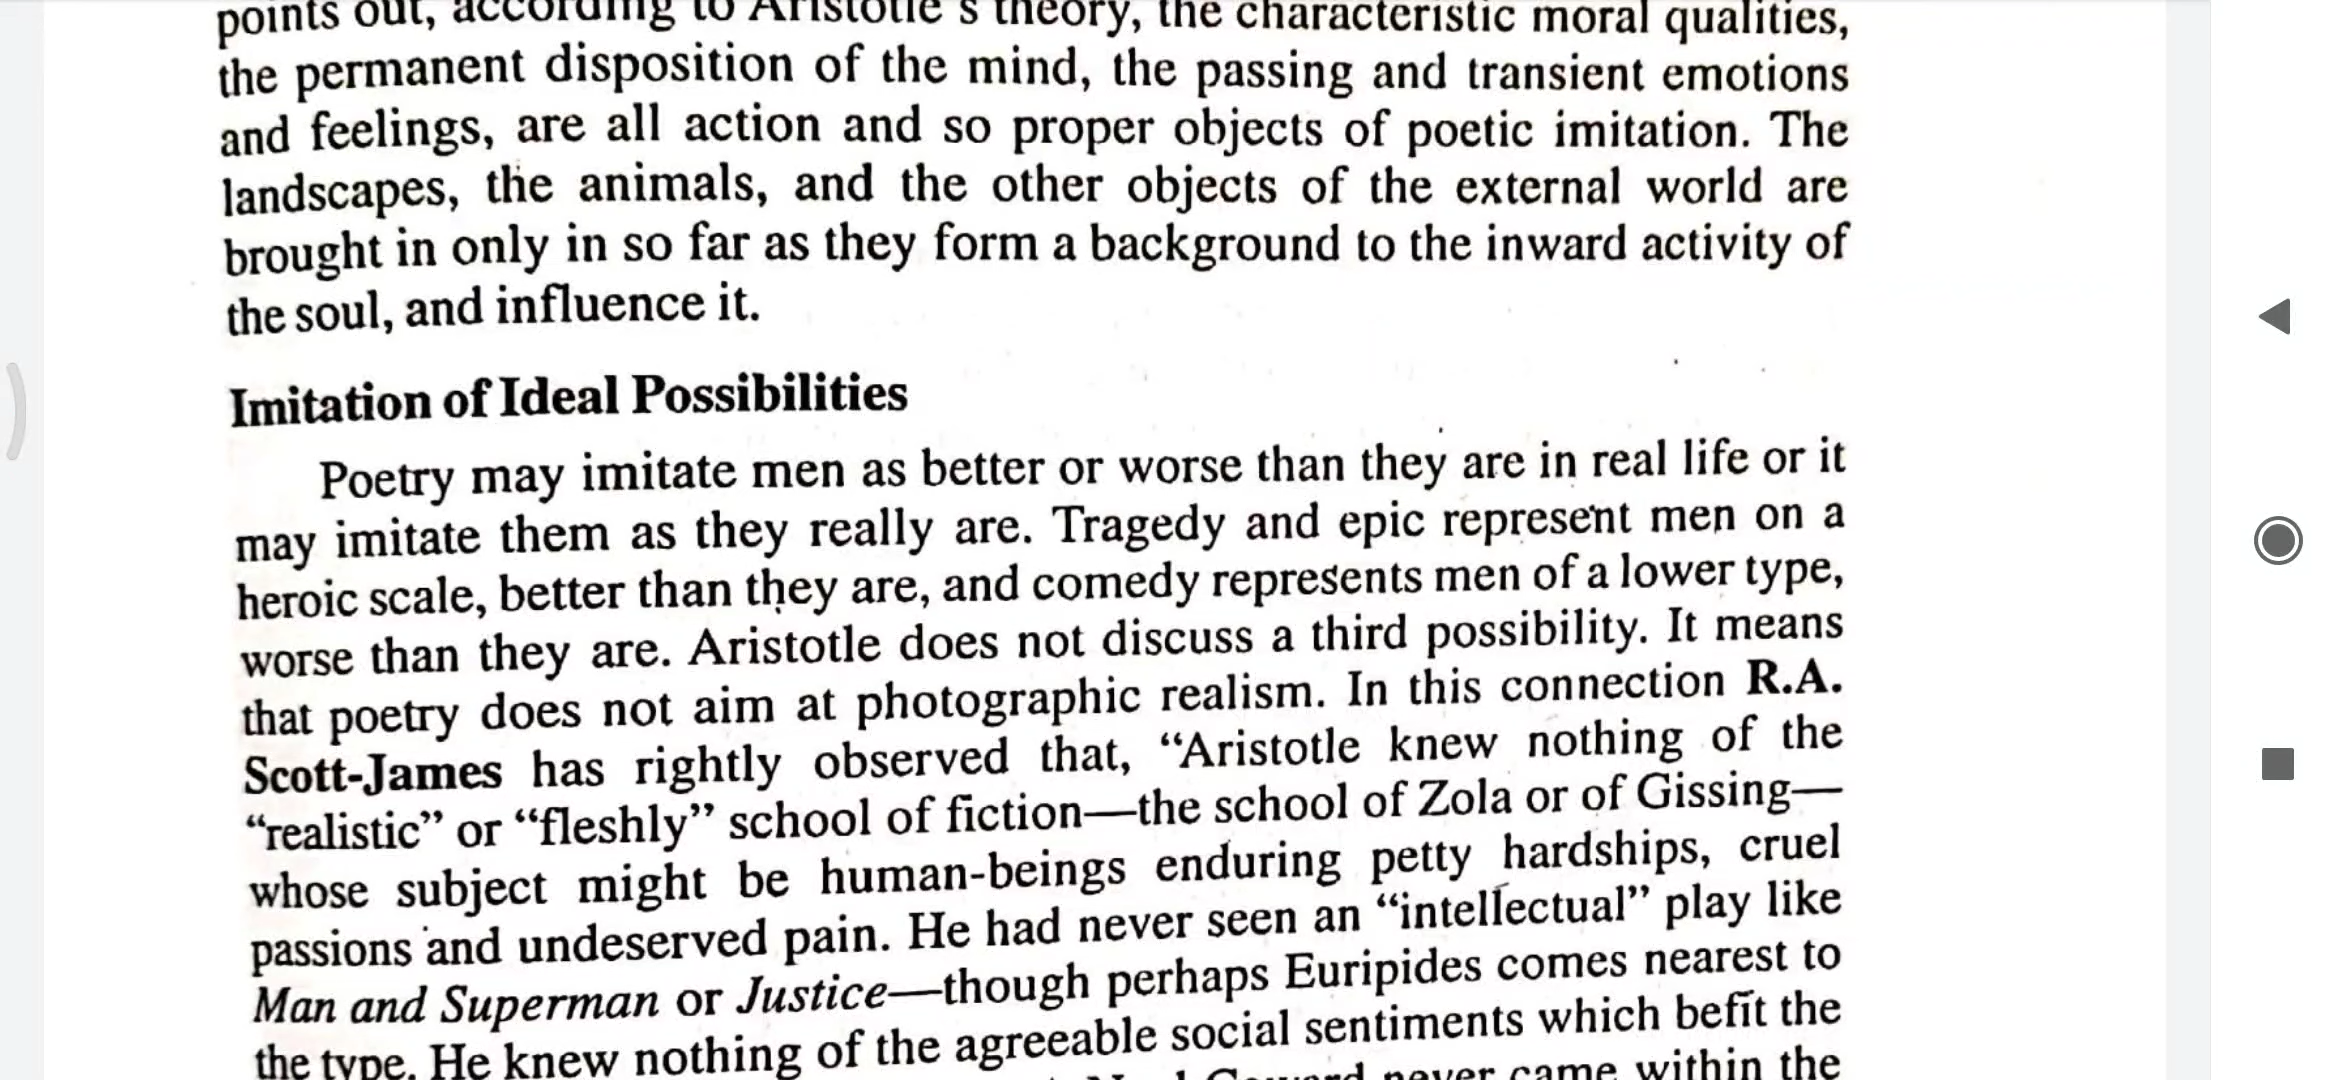 points out, according to Aristotle's theory, the characteristic moral qualities,
the permanent disposition of the mind, the passing and transient emotions
and feelings, are all action and so proper objects of poetic imitation. The
landscapes, the animals, and the other objects of the external world are
brought in only in so far as they form a background to the inward activity of
the soul, and influence it.
Imitation of Ideal Possibilities
Poetry may imitate men as better or worse than they are in real life or it
may imitate them as they really are. Tragedy and epic represent men on a
heroic scale, better than they are, and comedy represents men of a lower type,
worse than they are. Aristotle does not discuss a third possibility. It means
that poetry does not aim at photographic realism. In this connection R.A.
Scott-James has rightly observed that, “Aristotle knew nothing of the
“realistic” or “fleshly” school of fiction—the school of Zola or of Gissing—
whose subject might be human-beings enduring petty hardships, cruel
passions and undeserved pain. He had never seen an “intellectual” play like
Man and Superman or Justice—though perhaps Euripides comes nearest to
the type. He knew nothing of the agreeable social sentiments which befit the
never came within the